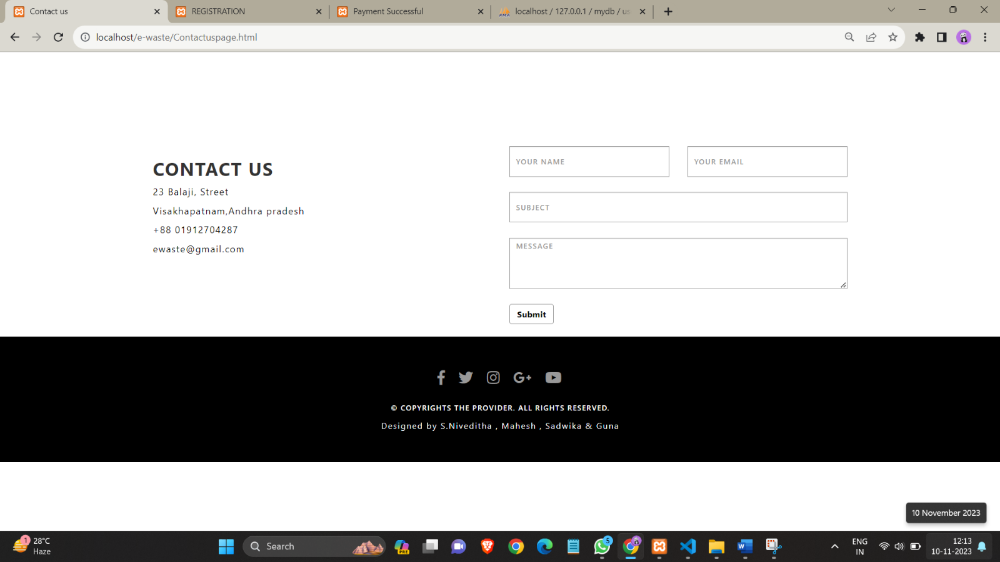 Contact us
REGISTRATION
Payment Successful
localhost / 127.0.0.1 / mydb / us
localhost/e-waste/Contactuspage.html
CONTACT US
23 Balaji, Street
Visakhapatnam,Andhra pradesh
+88 01912704287
ewaste@gmail.com
YOUR NAME
YOUR EMAIL
SUBJECT
MESSAGE
Submit
G+
© COPYRIGHTS THE PROVIDER. ALL RIGHTS RESERVED.
Designed by S.Niveditha , Mahesh , Sadwika & Guna
10 November 2023
1
28°C
Haze
Search
PRE
5
W
ENG
IN
12:13
10-11-2023